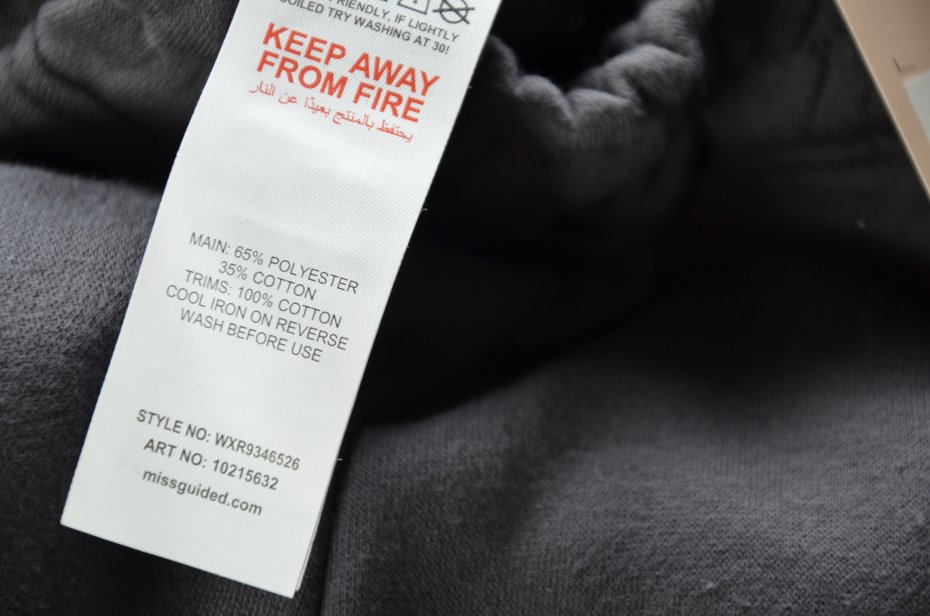 FRIENDLY, IF LIGHTLY
SOILED TRY WASHING AT 30!
KEEP AWAY
FROM FIRE
يحتفظ بالمنتج بعيدًا عن النار
MAIN: 65% POLYESTER
35% COTTON
TRIMS: 100% COTTON
COOL IRON ON REVERSE
WASH BEFORE USE
STYLE NO: WXR9346526
ART NO: 10215632
missguided.com